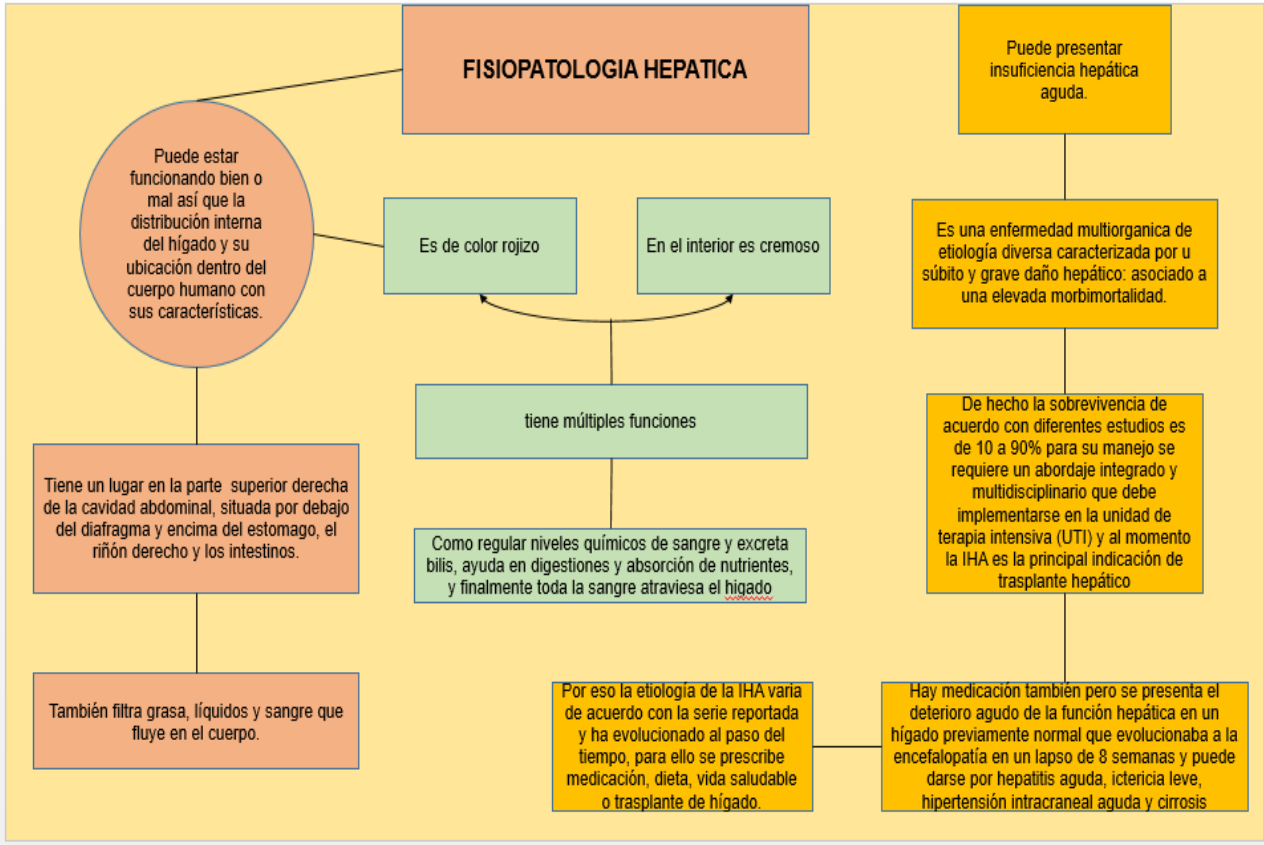 FISIOPATOLOGIA HEPATICA
Puede estar
funcionando bien o
mal así que la
distribución interna
del hígado y su
ubicación dentro del
cuerpo humano con
sus características.
Tiene un lugar en la parte superior derecha
de la cavidad abdominal, situada por debajo
del diafragma y encima del estomago, el
riñón derecho y los intestinos.
También filtra grasa, líquidos y sangre que
fluye en el cuerpo.
Es de color rojizo
En el interior es cremoso
tiene múltiples funciones
Como regular niveles químicos de sangre y excreta
bilis, ayuda en digestiones y absorción de nutrientes,
y finalmente toda la sangre atraviesa el higado
Puede presentar
insuficiencia hepática
aguda.
Es una enfermedad multiorganica de
etiología diversa caracterizada por u
súbito y grave daño hepático: asociado a
una elevada morbimortalidad.
De hecho la sobrevivencia de
acuerdo con diferentes estudios es
de 10 a 90% para su manejo se
requiere un abordaje integrado y
multidisciplinario que debe
implementarse en la unidad de
terapia intensiva (UTI) y al momento
la IHA es la principal indicación de
trasplante hepático
Hay medicación también pero se presenta el
deterioro agudo de la función hepática en un
hígado previamente normal que evolucionaba a la
encefalopatía en un lapso de 8 semanas y puede
darse por hepatitis aguda, ictericia leve,
hipertensión intracraneal aguda y cirrosis
Por eso la etiología de la IHA varia
de acuerdo con la serie reportada
y ha evolucionado al paso del
tiempo, para ello se prescribe
medicación, dieta, vida saludable
o trasplante de hígado.